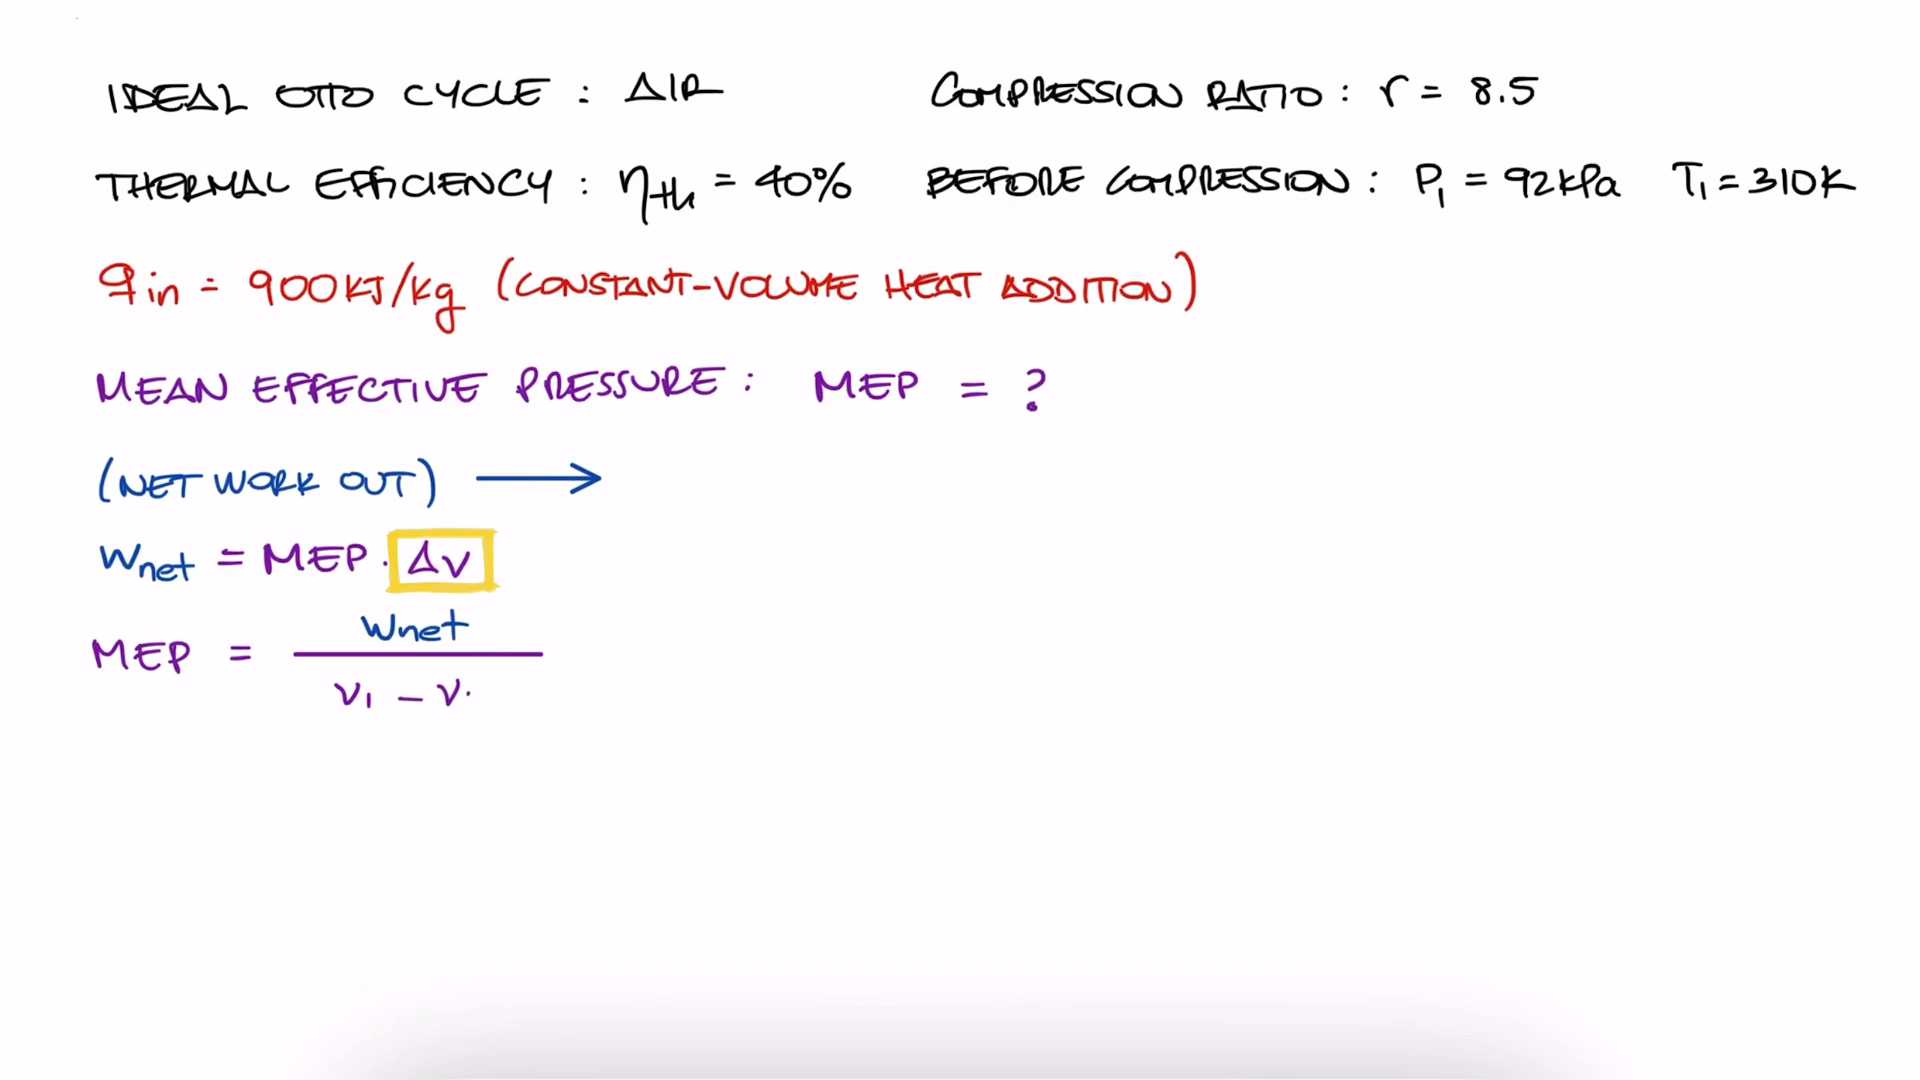 IDEAL OTTO CYCLE : AIR
COMPRESSION RATIO : r = 8.5
THERMAL EFFICIENCY : ηth = 40%
BEFORE COMPRESSION : P₁ = 92kPa T₁ = 310K
qin = 900kJ/kg (CONSTANT-VOLUME HEAT ADDITION)
MEAN EFFECTIVE PRESSURE : MEP = ?
(NET WORK OUT) →
Wnet = MEP · Δv
MEP = Wnet
v₁ - v